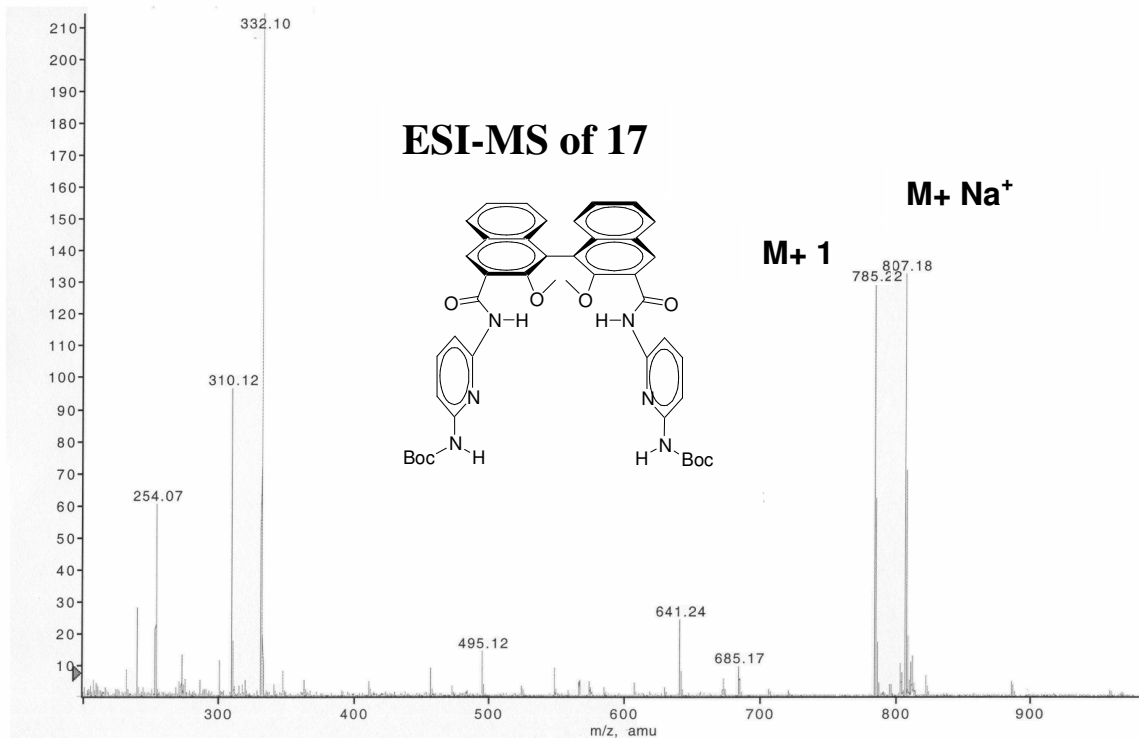 332.10
210
200
190
180
170
160
150
140
130
120
110
100
90
80
70
60
50
40
30
20
10
ESI-MS of 17
M+ Na⁺
M+ 1
785.22
807.18
310.12
254.07
495.12
641.24
685.17
O
O
O
O
N
H
H
N
N
N
N
H
Boc
N
H
Boc
300
400
500
600
700
800
900
m/z, amu